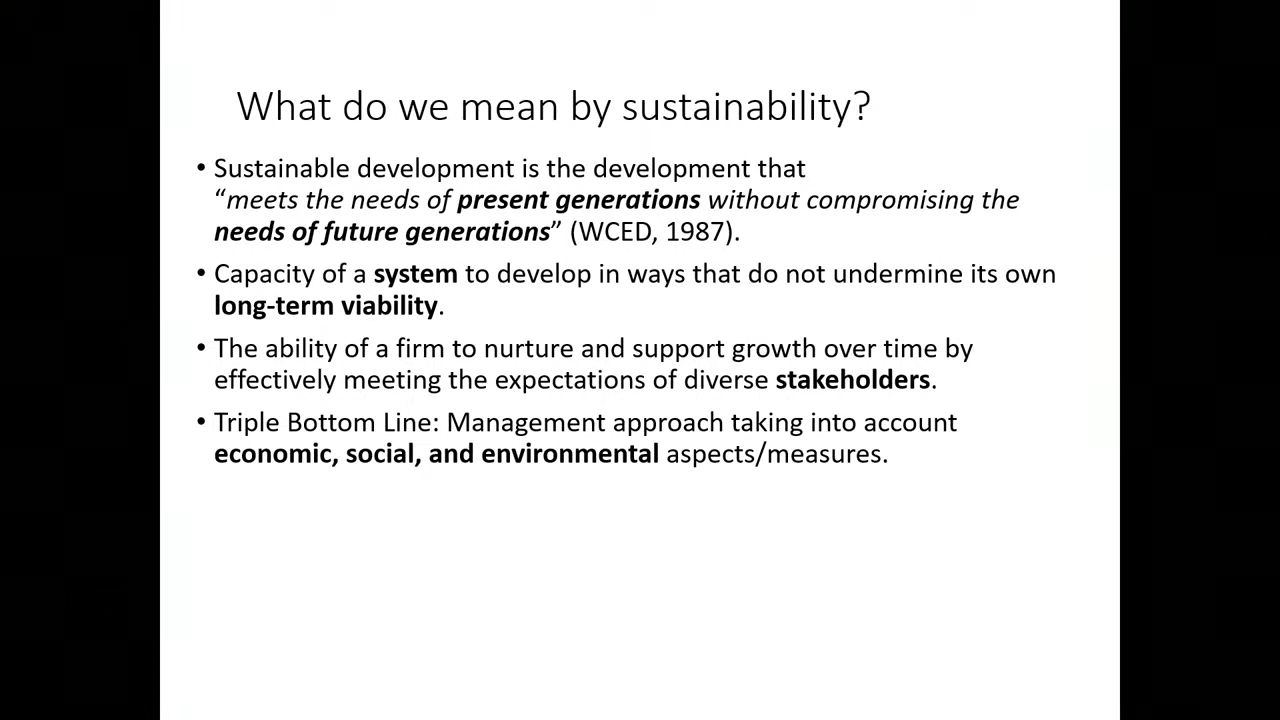 What do we mean by sustainability?
• Sustainable development is the development that
“meets the needs of present generations without compromising the
needs of future generations” (WCED, 1987).
• Capacity of a system to develop in ways that do not undermine its own
long-term viability.
• The ability of a firm to nurture and support growth over time by
effectively meeting the expectations of diverse stakeholders.
• Triple Bottom Line: Management approach taking into account
economic, social, and environmental aspects/measures.